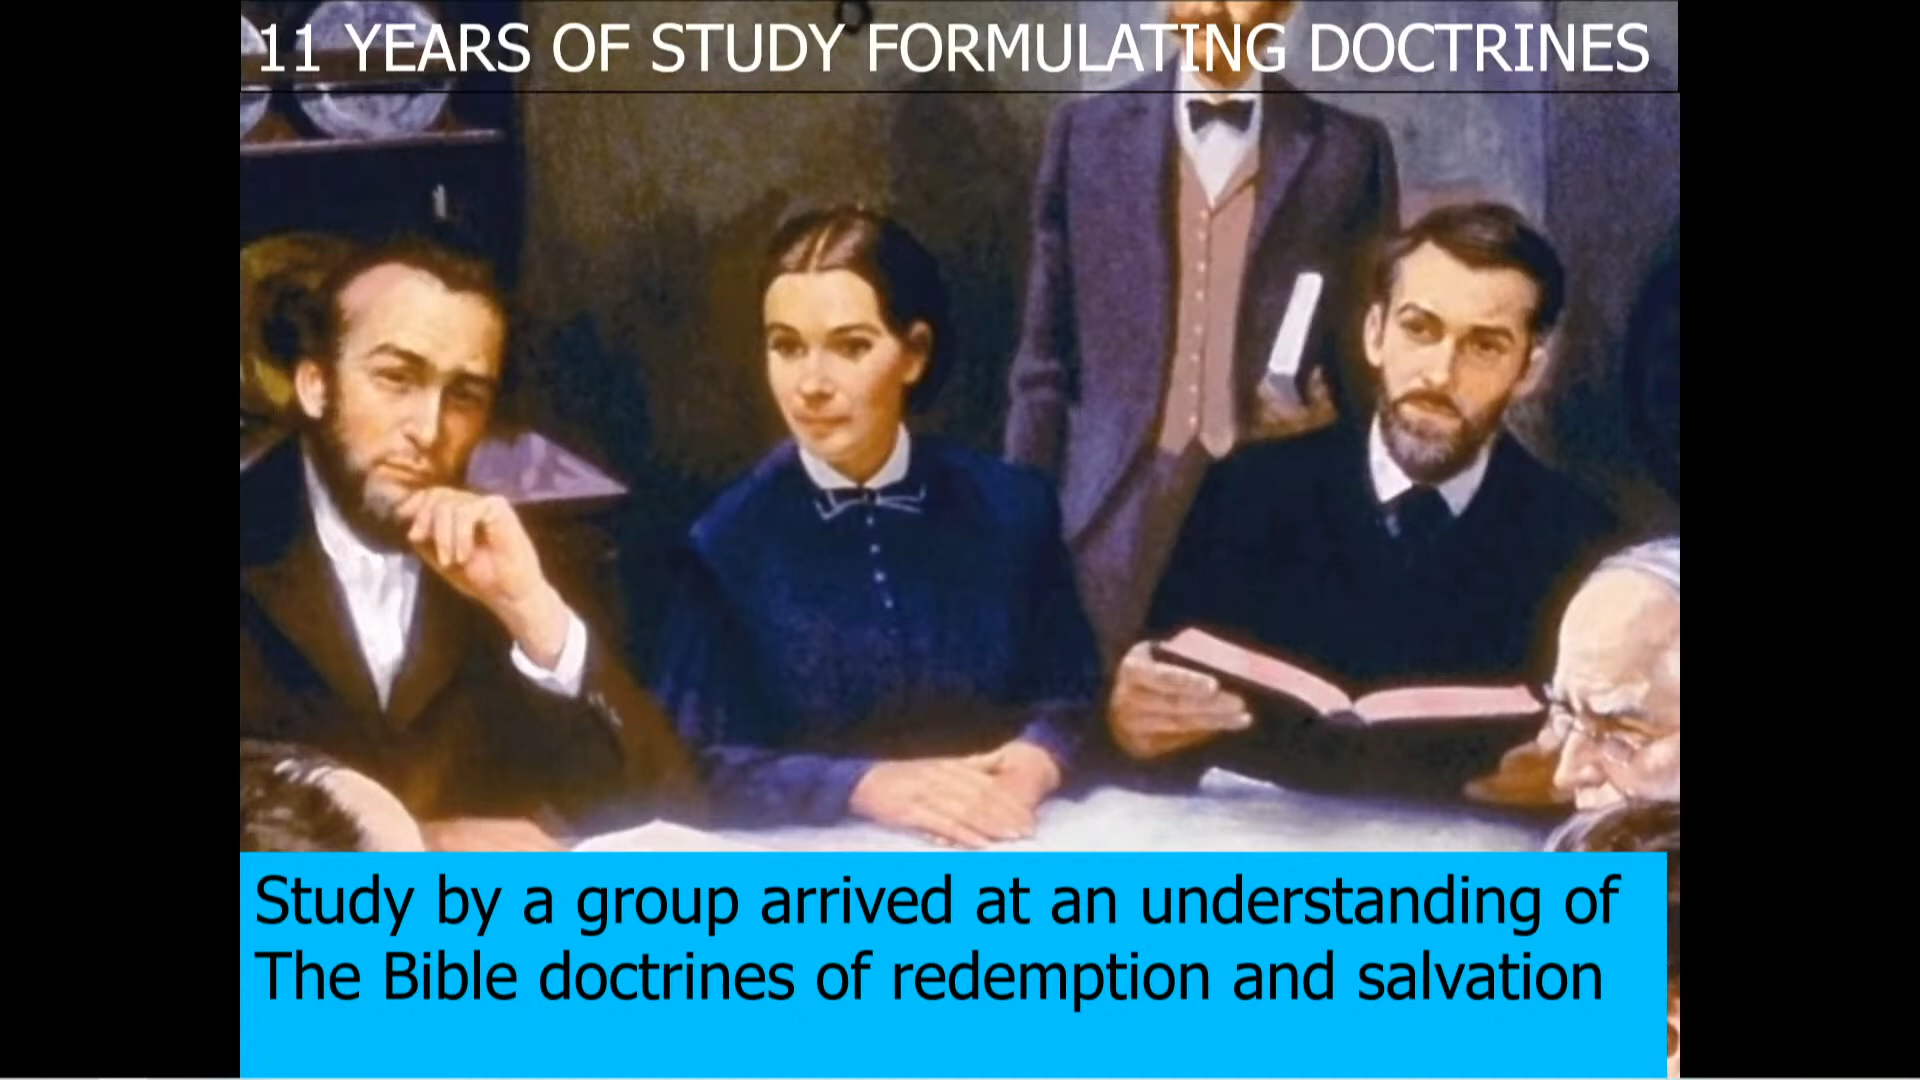 11 YEARS OF STUDY FORMULATING DOCTRINES
Study by a group arrived at an understanding of
The Bible doctrines of redemption and salvation